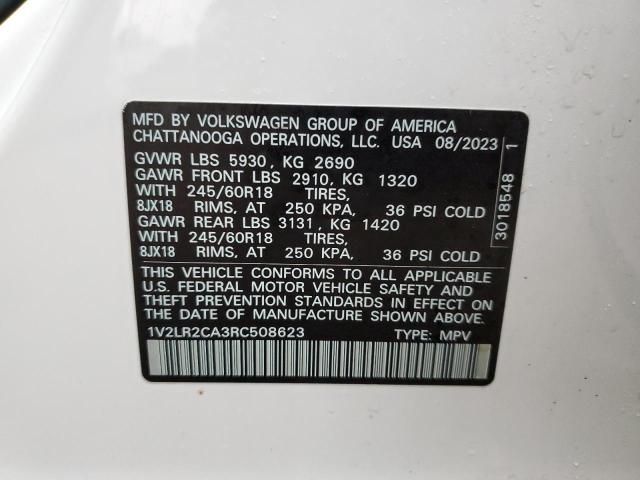 MFD BY VOLKSWAGEN GROUP OF AMERICA
CHATTANOOGA OPERATIONS, LLC. USA 08/2023
GVWR LBS 5930, KG 2690
GAWR FRONT LBS 2910, KG 1320
WITH 245/60R18 TIRES,
8JX18 RIMS, AT 250 KPA, 36 PSI COLD
GAWR REAR LBS 3131, KG 1420
WITH 245/60R18 TIRES,
8JX18 RIMS, AT 250 KPA, 36 PSI COLD
THIS VEHICLE CONFORMS TO ALL APPLICABLE
U.S. FEDERAL MOTOR VEHICLE SAFETY AND
THEFT PREVENTION STANDARDS IN EFFECT ON
THE DATE OF MANUFACTURE SHOWN ABOVE
1V2LR2CA3RC508623 TYPE: MPV
3018548 1